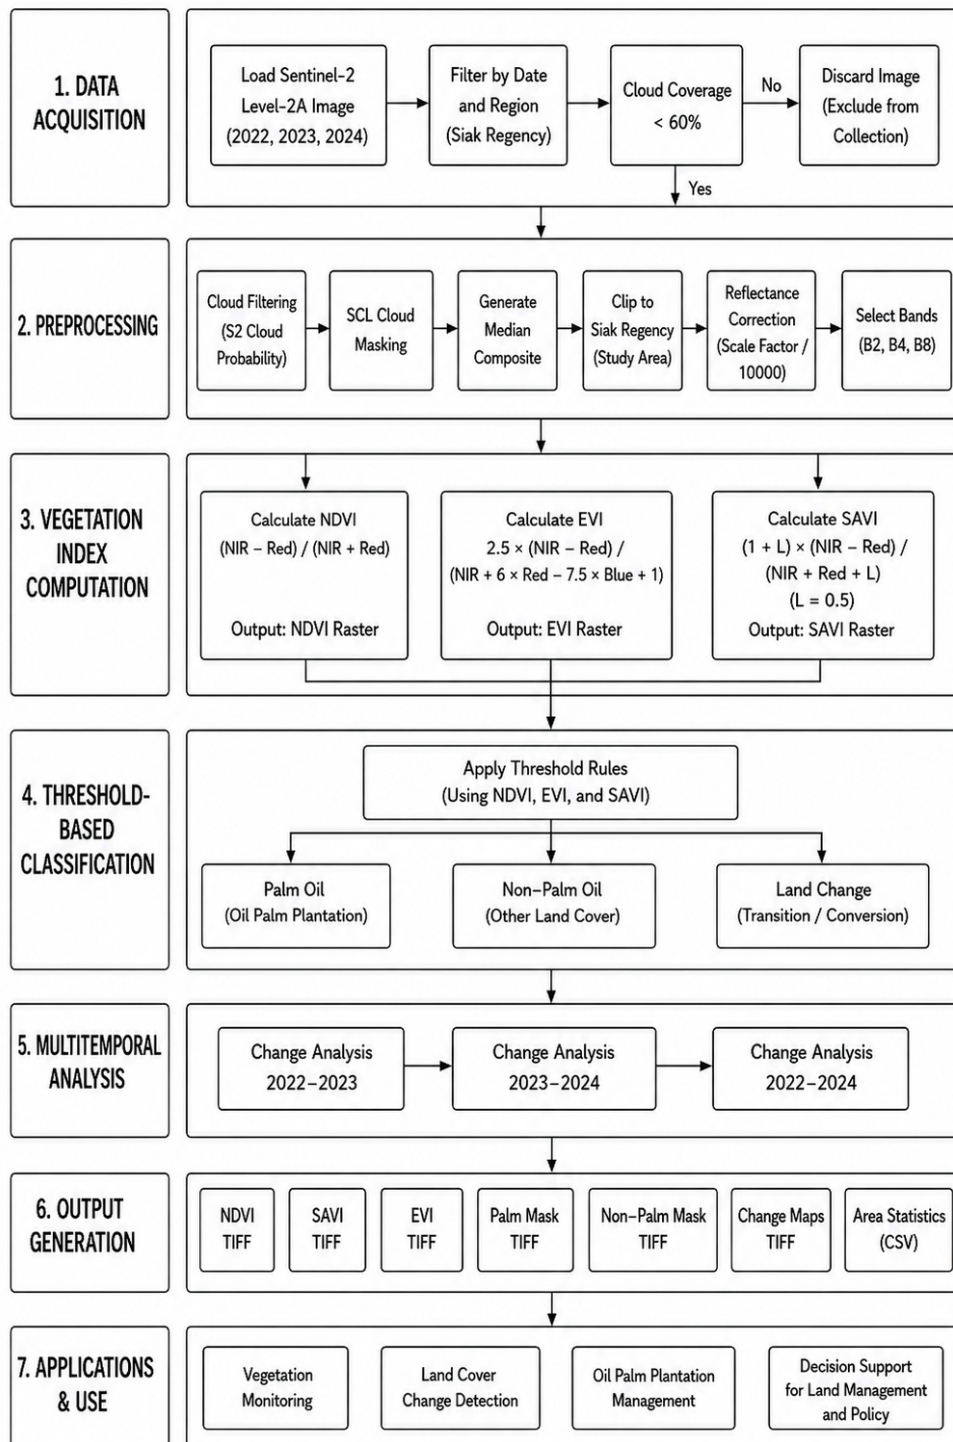 1. DATA
ACQUISITION
Load Sentinel-2
Level-2A Image
(2022, 2023, 2024)
Filter by Date
and Region
(Siak Regency)
Cloud Coverage
< 60%
No
Discard Image
(Exclude from
Collection)
Yes
2. PREPROCESSING
Cloud Filtering
(S2 Cloud
Probability)
SCL Cloud
Masking
Generate
Median
Composite
Clip to
Siak Regency
(Study Area)
Reflectance
Correction
(Scale Factor /
10000)
Select Bands
(B2, B4, B8)
3. VEGETATION
INDEX
COMPUTATION
Calculate NDVI
(NIR – Red) / (NIR + Red)
Output: NDVI Raster
Calculate EVI
2.5 × (NIR – Red) /
(NIR + 6 × Red – 7.5 × Blue + 1)
Output: EVI Raster
Calculate SAVI
(1 + L) × (NIR – Red) /
(NIR + Red + L)
(L = 0.5)
Output: SAVI Raster
4. THRESHOLD-
BASED
CLASSIFICATION
Apply Threshold Rules
(Using NDVI, EVI, and SAVI)
Palm Oil
(Oil Palm Plantation)
Non–Palm Oil
(Other Land Cover)
Land Change
(Transition / Conversion)
5. MULTITEMPORAL
ANALYSIS
Change Analysis
2022–2023
Change Analysis
2023–2024
Change Analysis
2022–2024
6. OUTPUT
GENERATION
NDVI
TIFF
SAVI
TIFF
EVI
TIFF
Palm Mask
TIFF
Non–Palm Mask
TIFF
Change Maps
TIFF
Area Statistics
(CSV)
7. APPLICATIONS
& USE
Vegetation
Monitoring
Land Cover
Change Detection
Oil Palm Plantation
Management
Decision Support
for Land Management
and Policy